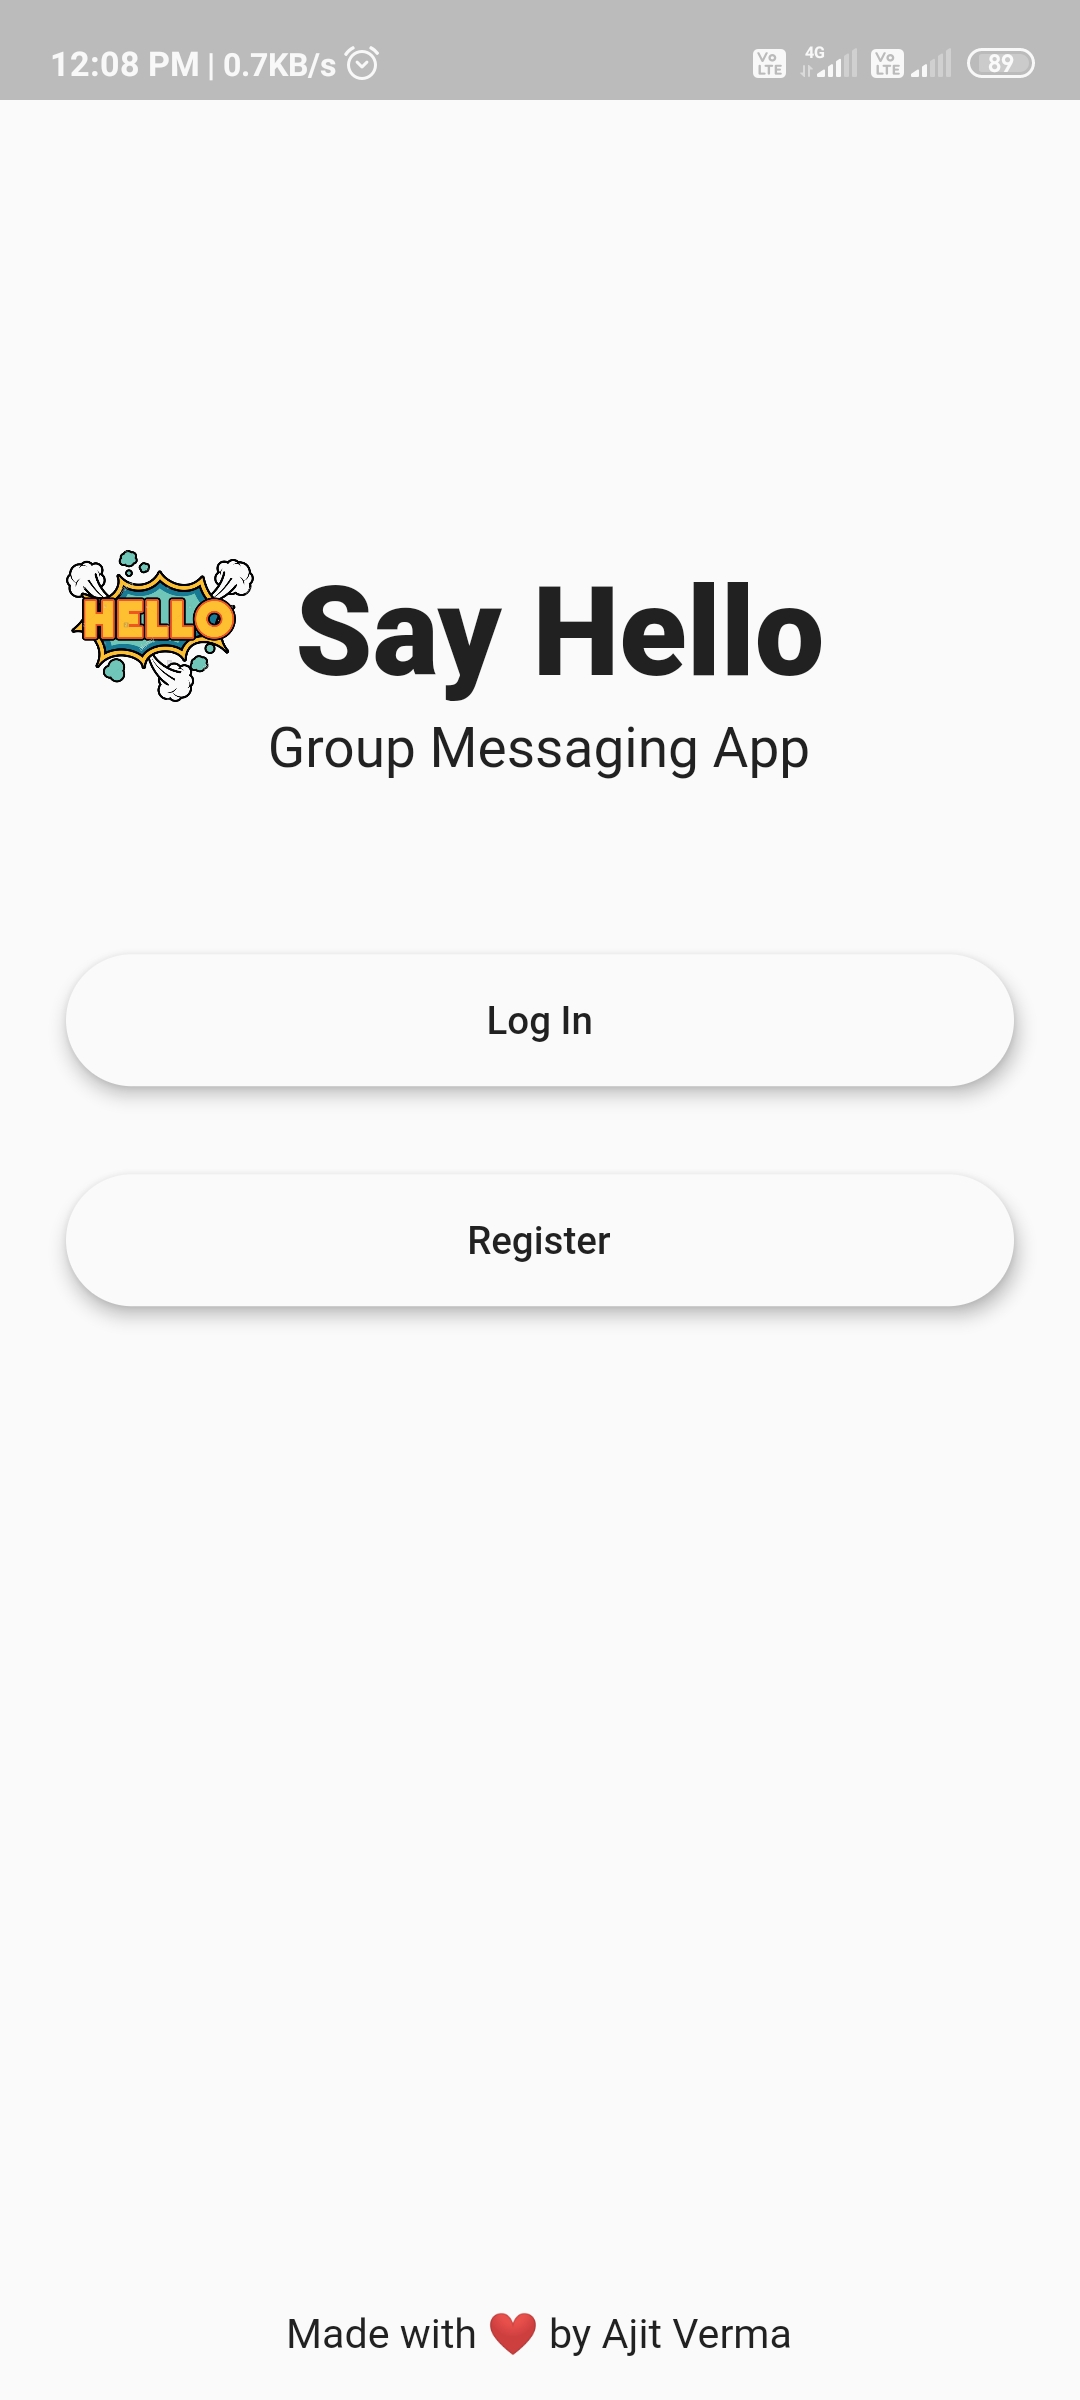 12:08 PM | 0.7KB/s Vo LTE 4G Vo LTE 89
HELLO Say Hello
Group Messaging App
Log In
Register
Made with ❤️ by Ajit Verma